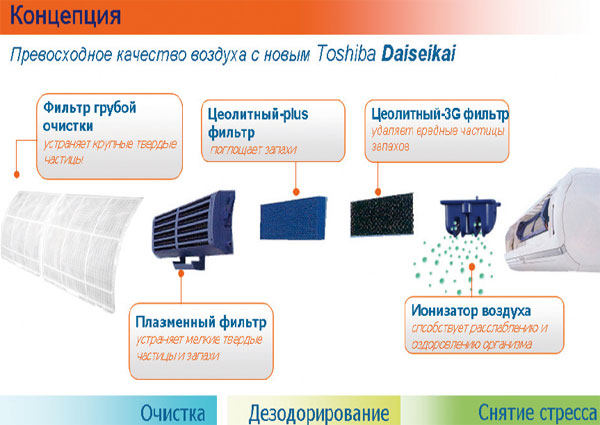 Концепция
Превосходное качество воздуха с новым Toshiba Daiseikai
Фильтр грубой
очистки
устраняет крупные твердые
частицы
Цеолитный-plus
фильтр
поглощает запахи
Цеолитный-3G фильтр
удаляет вредные частицы
запахов
Плазменный фильтр
устраняет мелкие твердые
частицы и запахи
Ионизатор воздуха
спсобствует расслаблению и
оздоровлению организма
Очистка
Дезодорирование
Снятие стресса